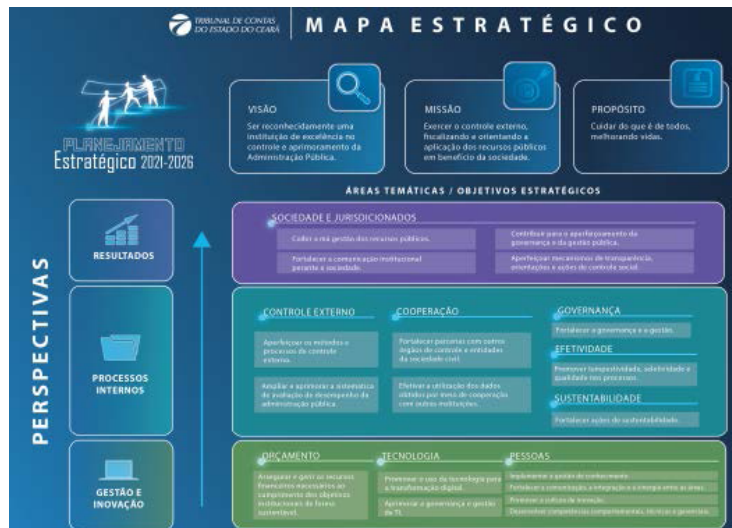 TRIBUNAL DE CONTAS
DO ESTADO DO CEARÁ
MAPA ESTRATÉGICO
PLANEJAMENTO
Estratégico 2021-2026
VISÃO
Ser reconhecidamente uma
instituição de excelência no
controle e aprimoramento da
Administração Pública.
MISSÃO
Exercer o controle externo,
fiscalizando e orientando a
aplicação dos recursos públicos
em benefício da sociedade.
PROPÓSITO
Cuidar do que é de todos,
melhorando vidas.
ÁREAS TEMÁTICAS / OBJETIVOS ESTRATÉGICOS
PERSPECTIVAS
RESULTADOS
SOCIEDADE E JURISDICIONADOS
Coibir a má gestão dos recursos públicos.
Fortalecer a comunicação institucional
perante a sociedade.
Contribuir para o aperfeiçoamento da
governança e da gestão pública.
Aperfeiçoar mecanismos de transparência,
orientações e ações do controle social.
PROCESSOS
INTERNOS
CONTROLE EXTERNO
Aperfeiçoar os métodos e
processos de controle
externo.
Ampliar e aprimorar a sistemática
de avaliação de desempenho da
administração pública.
COOPERAÇÃO
Fortalecer parcerias com outros
órgãos de controle e entidades
da sociedade civil.
Efetivar a utilização dos dados
obtidos por meio de cooperação
com outras instituições.
GOVERNANÇA
Fortalecer a governança e a gestão.
EFETIVIDADE
Promover tempestividade, seletividade e
qualidade nos processos.
SUSTENTABILIDADE
Fortalecer ações de sustentabilidade.
GESTÃO E
INOVAÇÃO
ORÇAMENTO
Assegurar e gerir os recursos
financeiros necessários ao
cumprimento dos objetivos
institucionais de forma
sustentável.
TECNOLOGIA
Promover o uso da tecnologia para
a transformação digital.
Aprimorar a governança e gestão
de TI.
PESSOAS
Implementar a gestão do conhecimento.
Fortalecer a comunicação, a integração e a sinergia entre as áreas.
Promover a cultura da inovação.
Desenvolver competências comportamentais, técnicas e gerenciais.